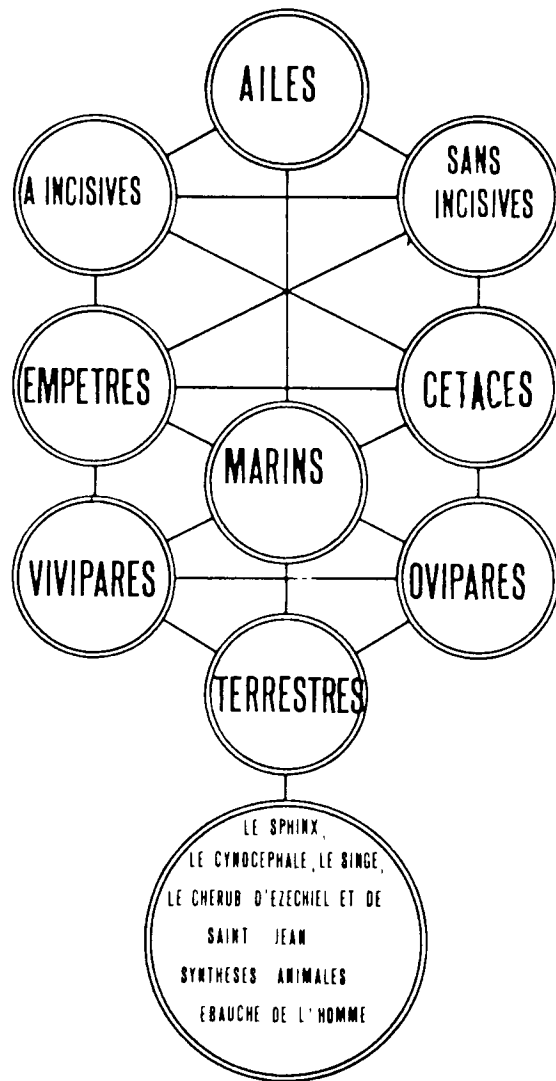 AILES
A INCISIVES
SANS
INCISIVES
EMPETRES
CETACES
MARINS
VIVIPARES
OVIPARES
TERRESTRES
LE SPHINX,
LE CYNOCEPHALE, LE SINGE,
LE CHERUB D'EZECHIEL ET DE
SAINT JEAN
SYNTHESES ANIMALES
EBAUCHE DE L'HOMME